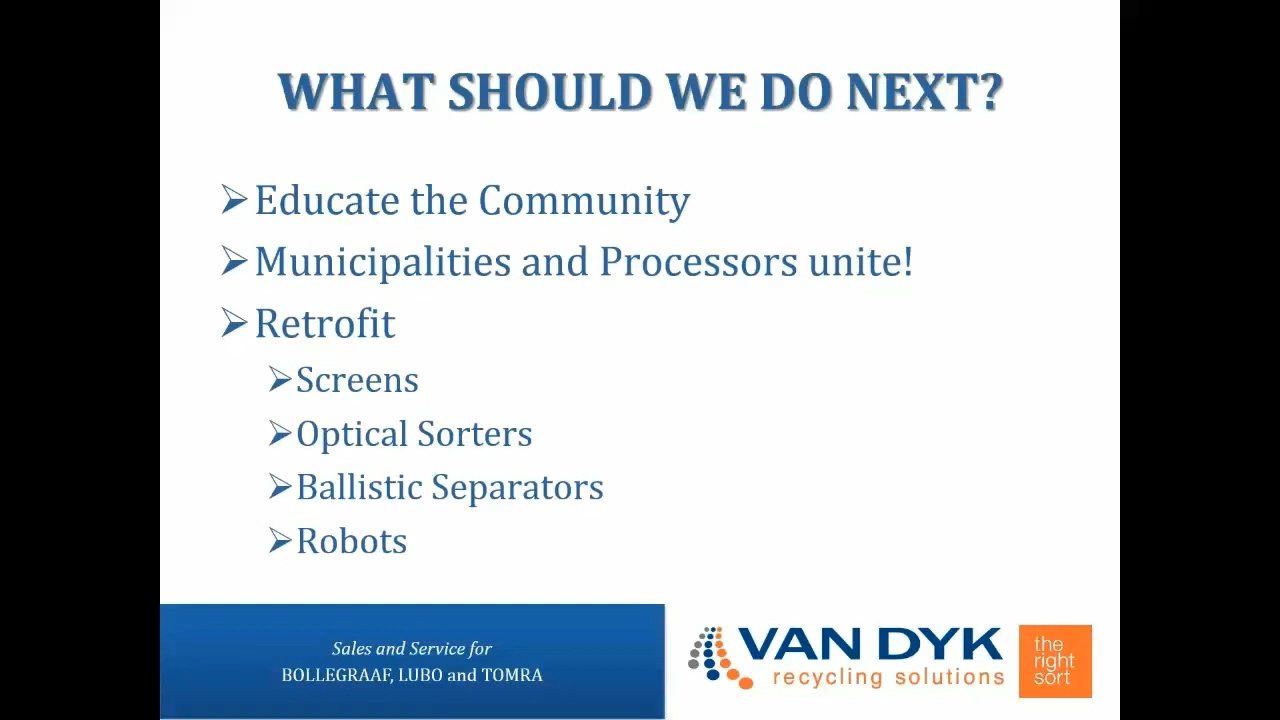 WHAT SHOULD WE DO NEXT?
Educate the Community
Municipalities and Processors unite!
Retrofit
Screens
Optical Sorters
Ballistic Separators
Robots
Sales and Service for
BOLLEGRAAF, LUBO and TOMRA
VAN DYK
recycling solutions
the
right
sort